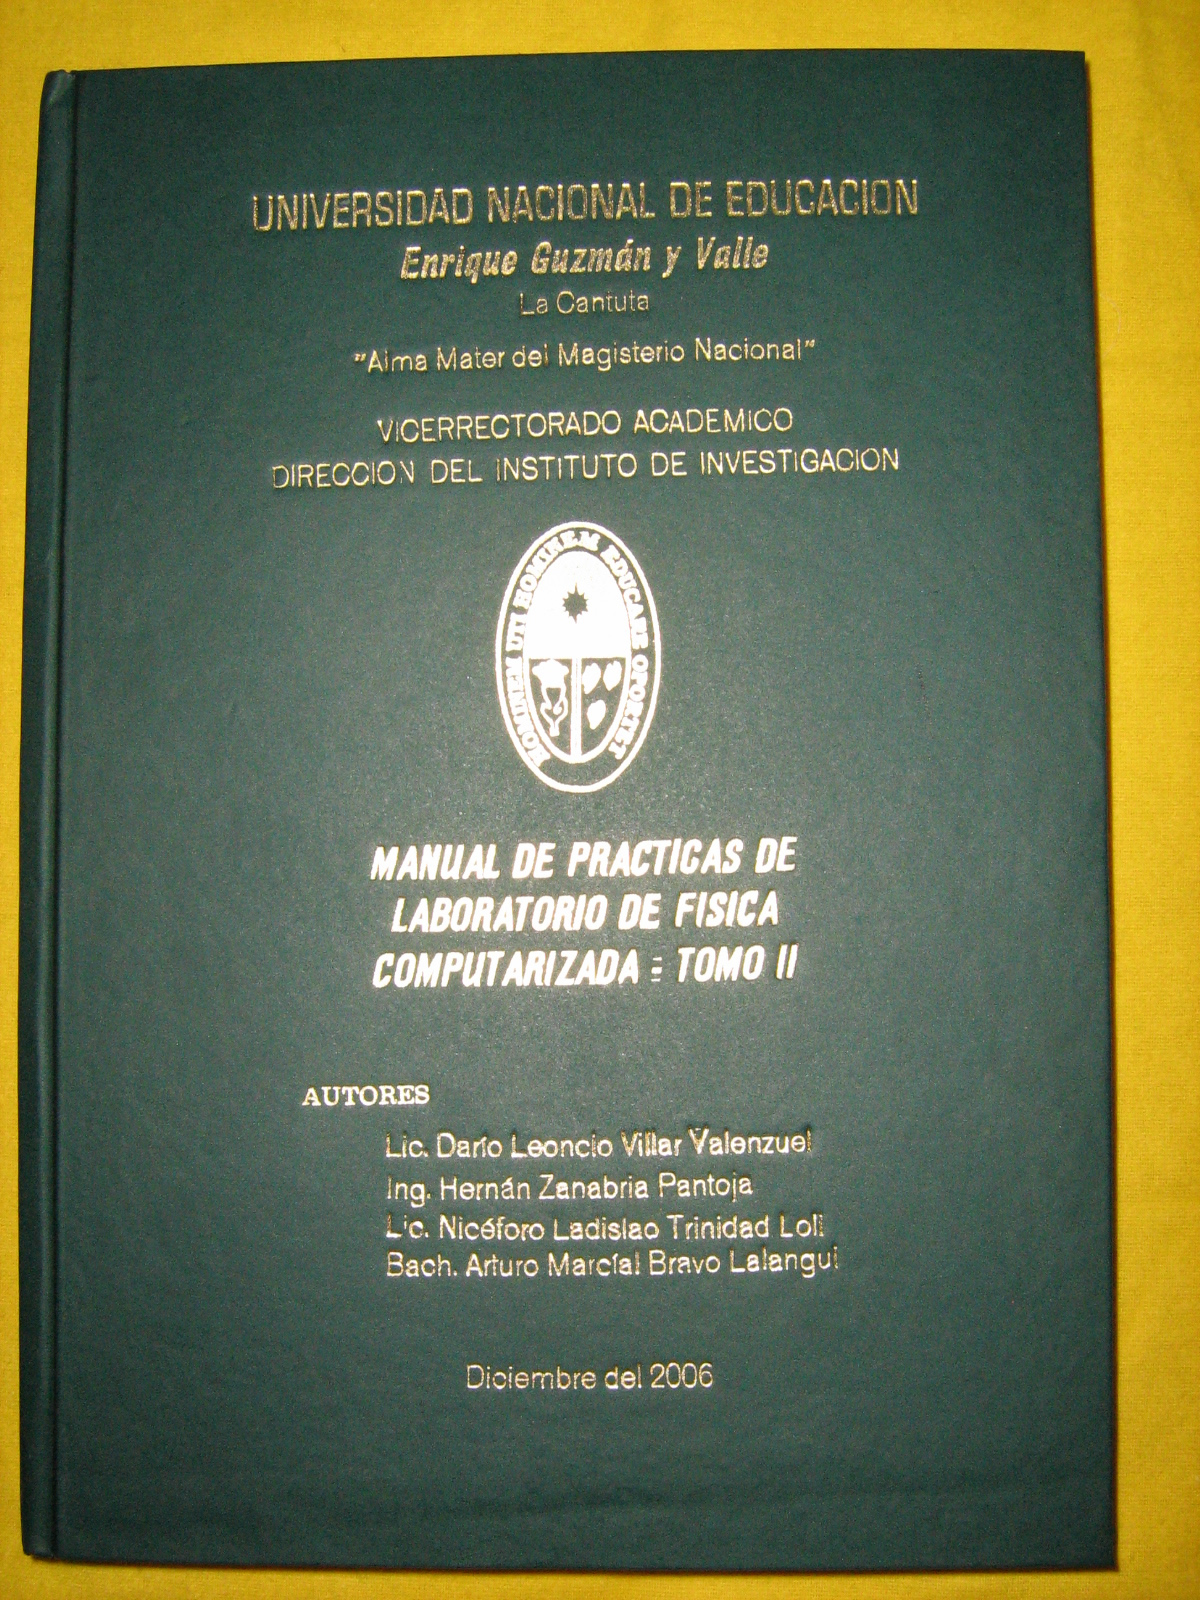 UNIVERSIDAD NACIONAL DE EDUCACION
Enrique Guzmán y Valle
La Cantuta
"Alma Mater del Magisterio Nacional"
VICERRECTORADO ACADEMICO
DIRECCION DEL INSTITUTO DE INVESTIGACION
HOMINEM UTI HOMINEM EDUCARE OPORTET
MANUAL DE PRACTICAS DE
LABORATORIO DE FISICA
COMPUTARIZADA - TOMO II
AUTORES
Lic. Darío Leoncio Villar Valenzuel
Ing. Hernán Zanabria Pantoja
Lic. Nicéforo Ladislao Trinidad Loli
Bach. Arturo Marcíal Bravo Lalangui
Diciembre del 2006